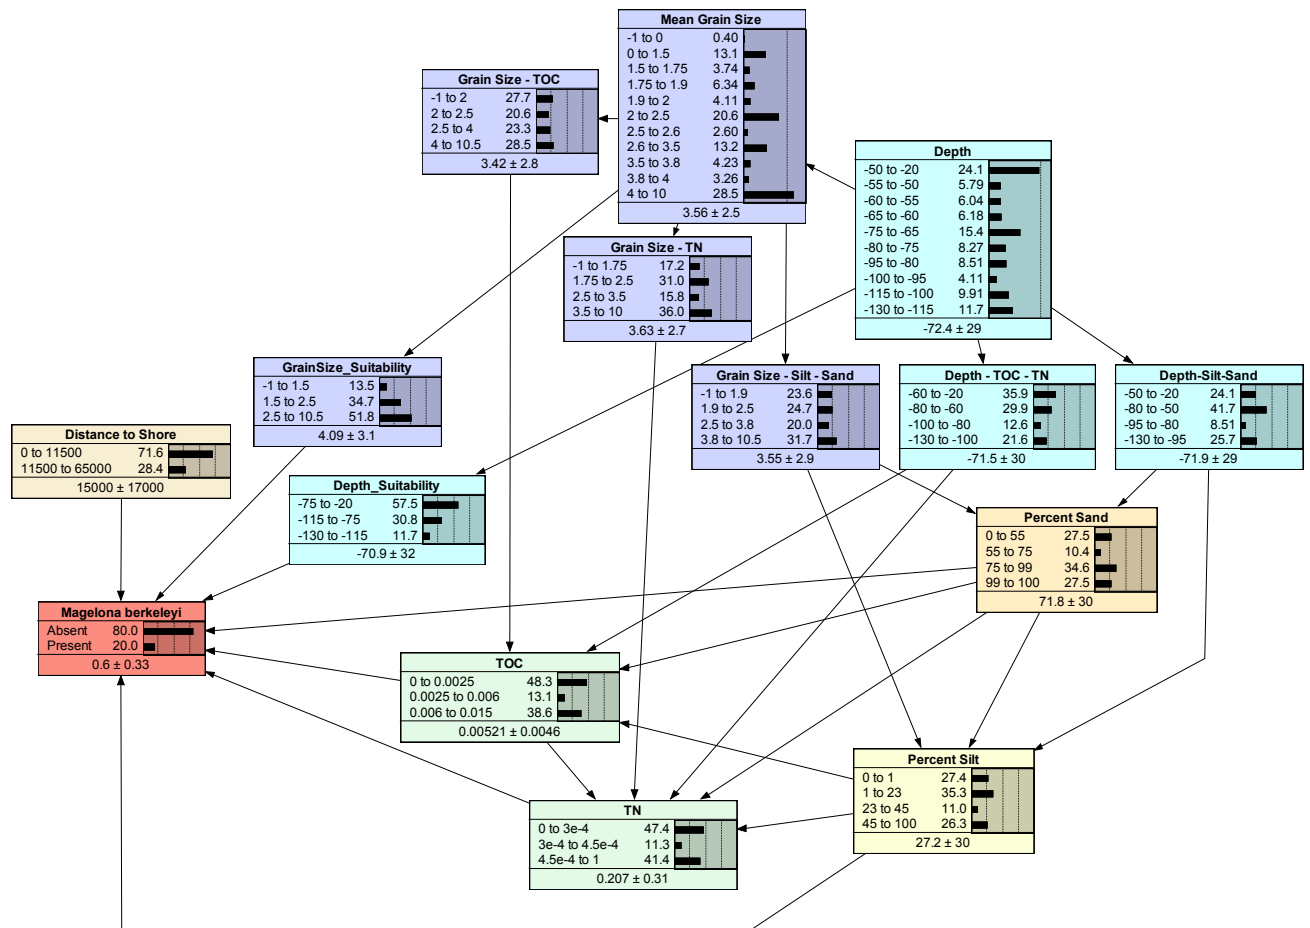 Mean Grain Size
-1 to 0 0.40
0 to 1.5 13.1
1.5 to 1.75 3.74
1.75 to 1.9 6.34
1.9 to 2 4.11
2 to 2.5 20.6
2.5 to 2.6 2.60
2.6 to 3.5 13.2
3.5 to 3.8 4.23
3.8 to 4 3.26
4 to 10 28.5
3.56 ± 2.5
Grain Size - TOC
-1 to 2 27.7
2 to 2.5 20.6
2.5 to 4 23.3
4 to 10.5 28.5
3.42 ± 2.8
Depth
-50 to -20 24.1
-55 to -50 5.79
-60 to -55 6.04
-65 to -60 6.18
-75 to -65 15.4
-80 to -75 8.27
-95 to -80 8.51
-100 to -95 4.11
-115 to -100 9.91
-130 to -115 11.7
-72.4 ± 29
Grain Size - TN
-1 to 1.75 17.2
1.75 to 2.5 31.0
2.5 to 3.5 15.8
3.5 to 10 36.0
3.63 ± 2.7
GrainSize_Suitability
-1 to 1.5 13.5
1.5 to 2.5 34.7
2.5 to 10.5 51.8
4.09 ± 3.1
Grain Size - Silt - Sand
-1 to 1.9 23.6
1.9 to 2.5 24.7
2.5 to 3.8 20.0
3.8 to 10.5 31.7
3.55 ± 2.9
Depth - TOC - TN
-60 to -20 35.9
-80 to -60 29.9
-100 to -80 12.6
-130 to -100 21.6
-71.5 ± 30
Depth-Silt-Sand
-50 to -20 24.1
-80 to -50 41.7
-95 to -80 8.51
-130 to -95 25.7
-71.9 ± 29
Distance to Shore
0 to 11500 71.6
11500 to 65000 28.4
15000 ± 17000
Depth_Suitability
-75 to -20 57.5
-115 to -75 30.8
-130 to -115 11.7
-70.9 ± 32
Percent Sand
0 to 55 27.5
55 to 75 10.4
75 to 99 34.6
99 to 100 27.5
71.8 ± 30
Magelona berkeleyi
Absent 80.0
Present 20.0
0.6 ± 0.33
TOC
0 to 0.0025 48.3
0.0025 to 0.006 13.1
0.006 to 0.015 38.6
0.00521 ± 0.0046
Percent Silt
0 to 1 27.4
1 to 23 35.3
23 to 45 11.0
45 to 100 26.3
27.2 ± 30
TN
0 to 3e-4 47.4
3e-4 to 4.5e-4 11.3
4.5e-4 to 1 41.4
0.207 ± 0.31